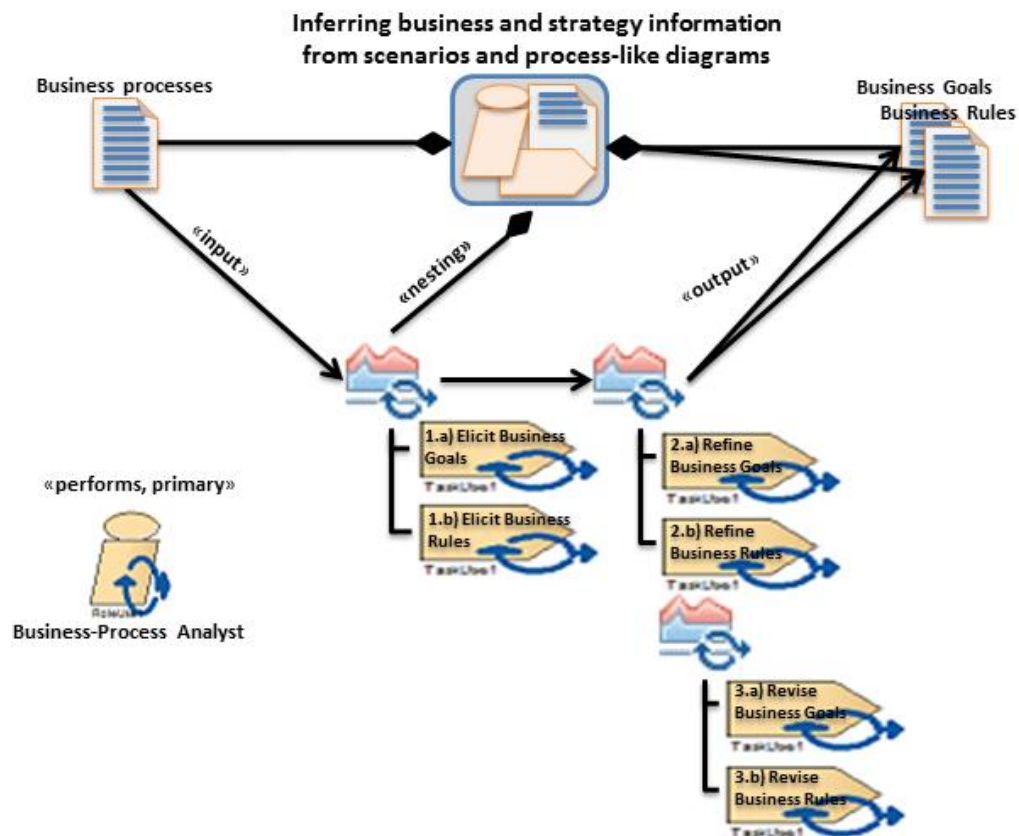 Inferring business and strategy information
from scenarios and process-like diagrams
Business processes
Business Goals
Business Rules
«input»
«nesting»
«output»
1.a) Elicit Business
Goals
TaskUse1
1.b) Elicit Business
Rules
TaskUse1
2.a) Refine
Business Goals
TaskUse1
2.b) Refine
Business Rules
TaskUse1
«performs, primary»
RoleUse1
Business-Process Analyst
3.a) Revise
Business Goals
TaskUse1
3.b) Revise
Business Rules
TaskUse1